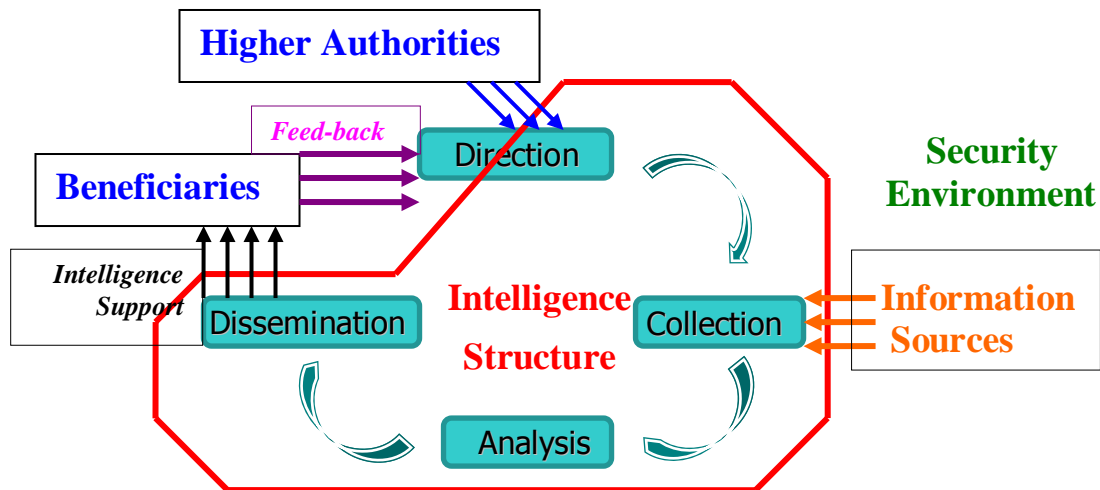 Higher Authorities
Feed-back
Direction
Security
Environment
Beneficiaries
Intelligence
Support
Dissemination
Intelligence
Structure
Collection
Information
Sources
Analysis